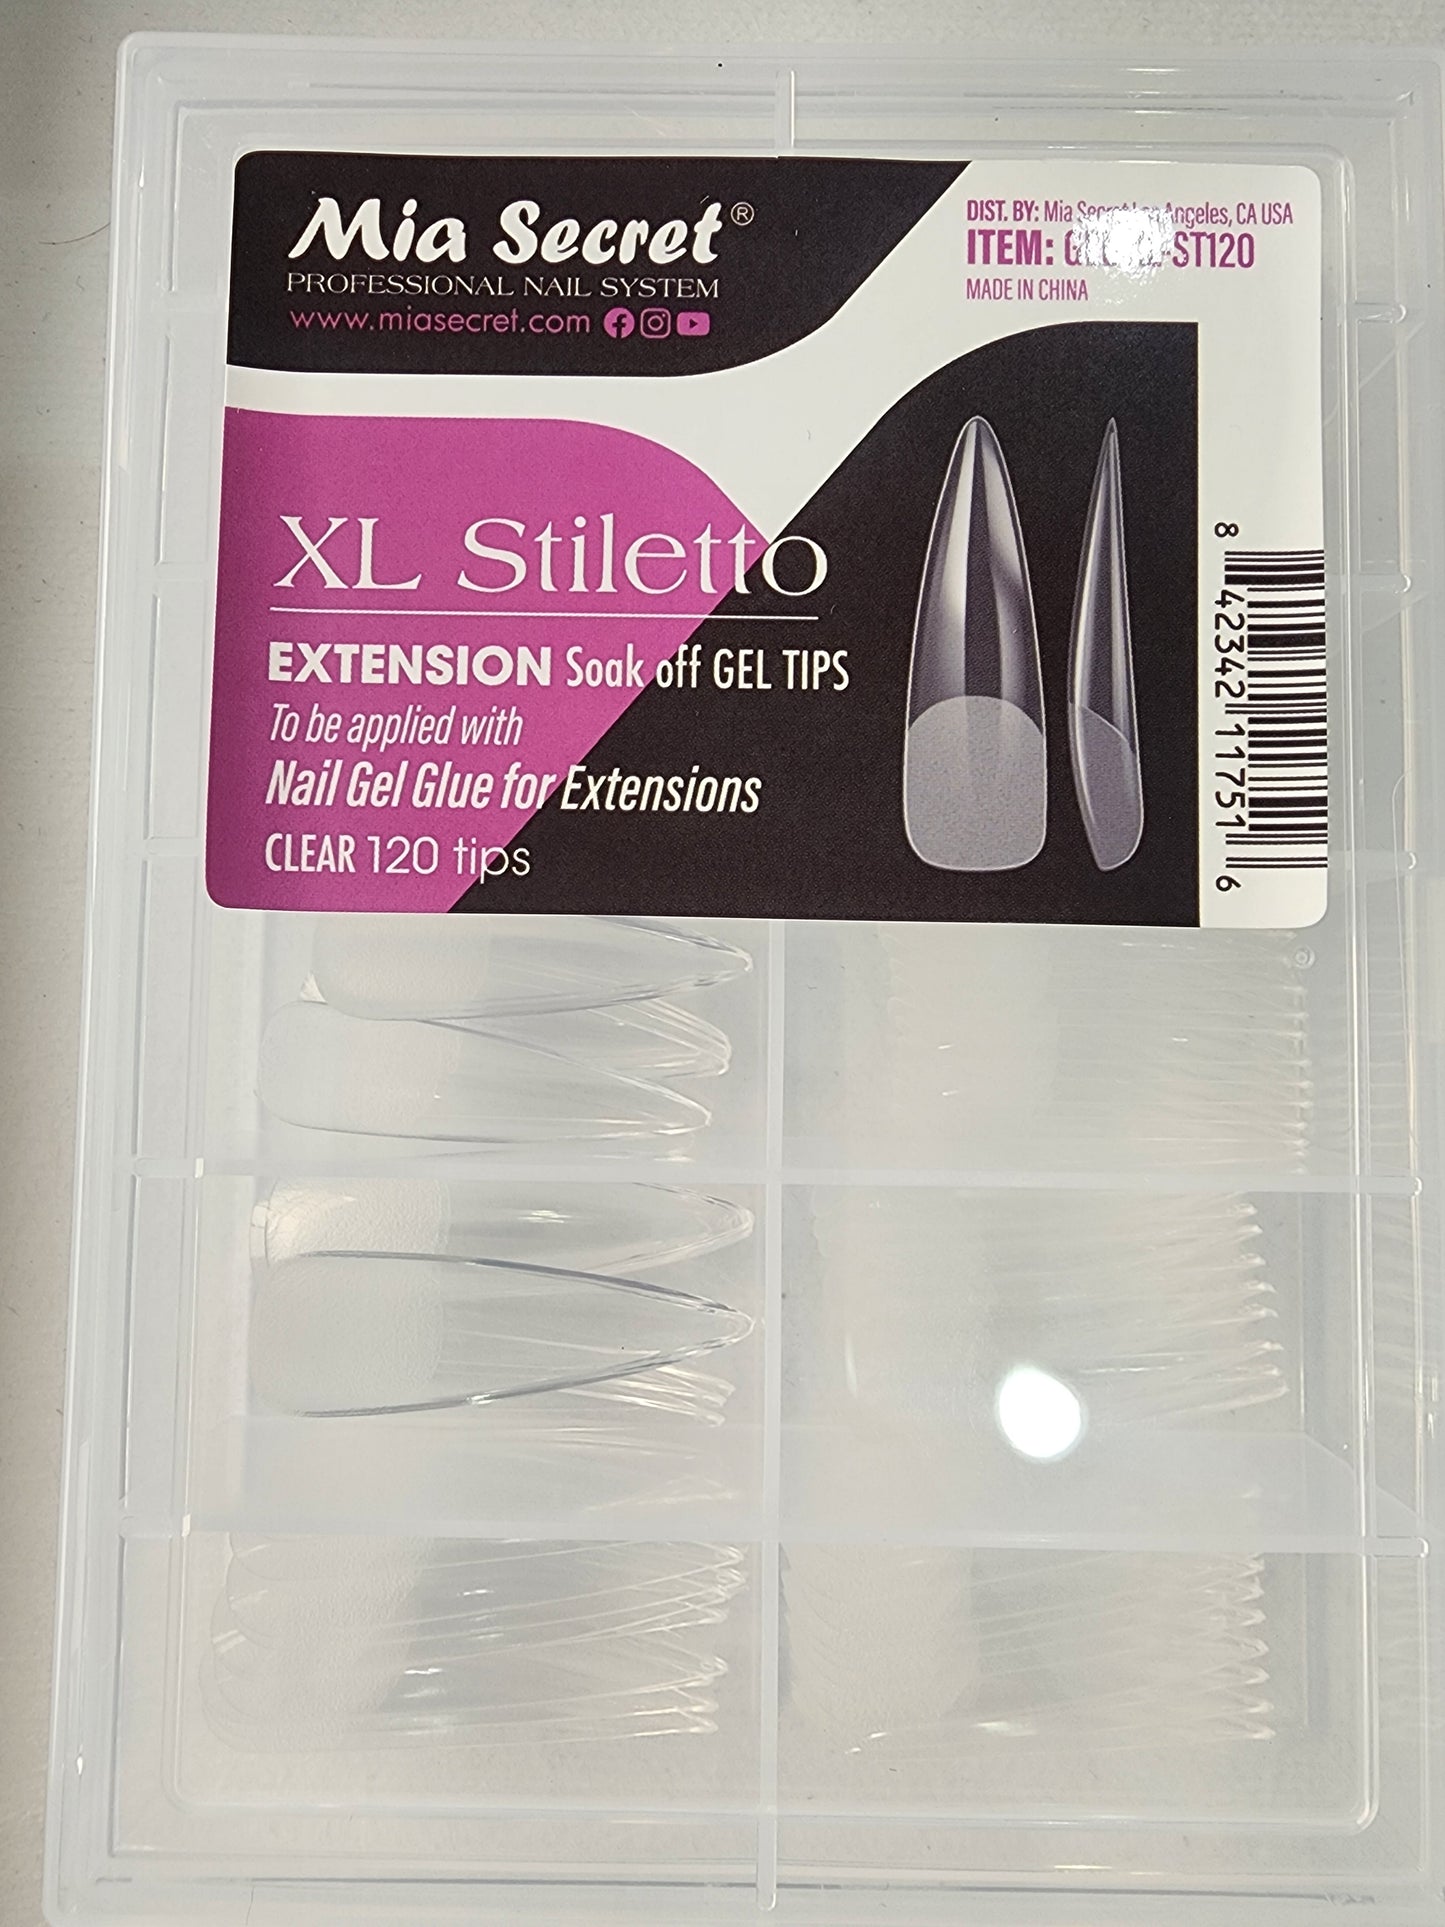 Mia Secret®
PROFESSIONAL NAIL SYSTEM
www.miasecret.com
DIST. BY: Mia Secret Los Angeles, CA USA
ITEM: -ST120
MADE IN CHINA
XL Stiletto
EXTENSION Soak off GEL TIPS
To be applied with
Nail Gel Glue for Extensions
CLEAR 120 tips
8 42342 11751 6